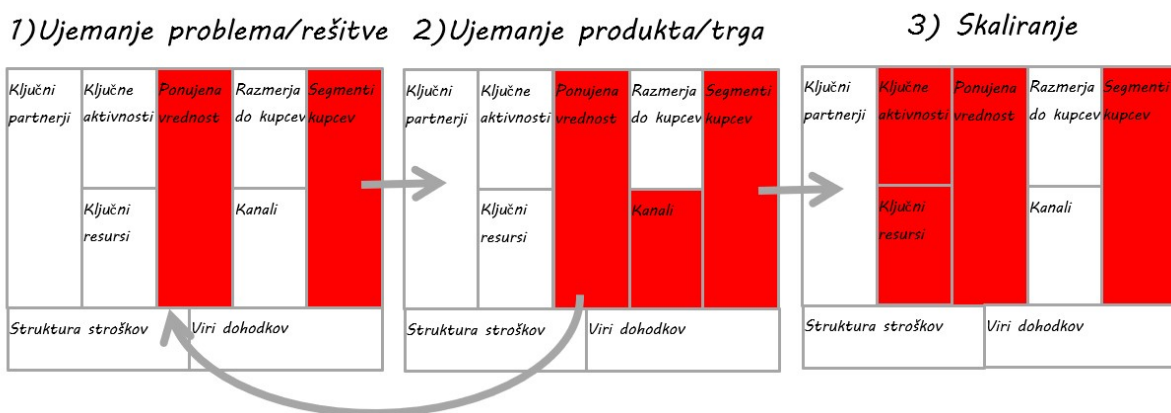 1)Ujemanje problema/rešitve
2)Ujemanje produkta/trga
3) Skaliranje
Ključni
partnerji
Ključne
aktivnosti
Ključni
resursi
Ponujena
vrednost
Razmerja
do kupcev
Kanali
Segmenti
kupcev
Struktura stroškov
Viri dohodkov
Ključni
partnerji
Ključne
aktivnosti
Ključni
resursi
Ponujena
vrednost
Razmerja
do kupcev
Kanali
Segmenti
kupcev
Struktura stroškov
Viri dohodkov
Ključni
partnerji
Ključne
aktivnosti
Ključni
resursi
Ponujena
vrednost
Razmerja
do kupcev
Kanali
Segmenti
kupcev
Struktura stroškov
Viri dohodkov